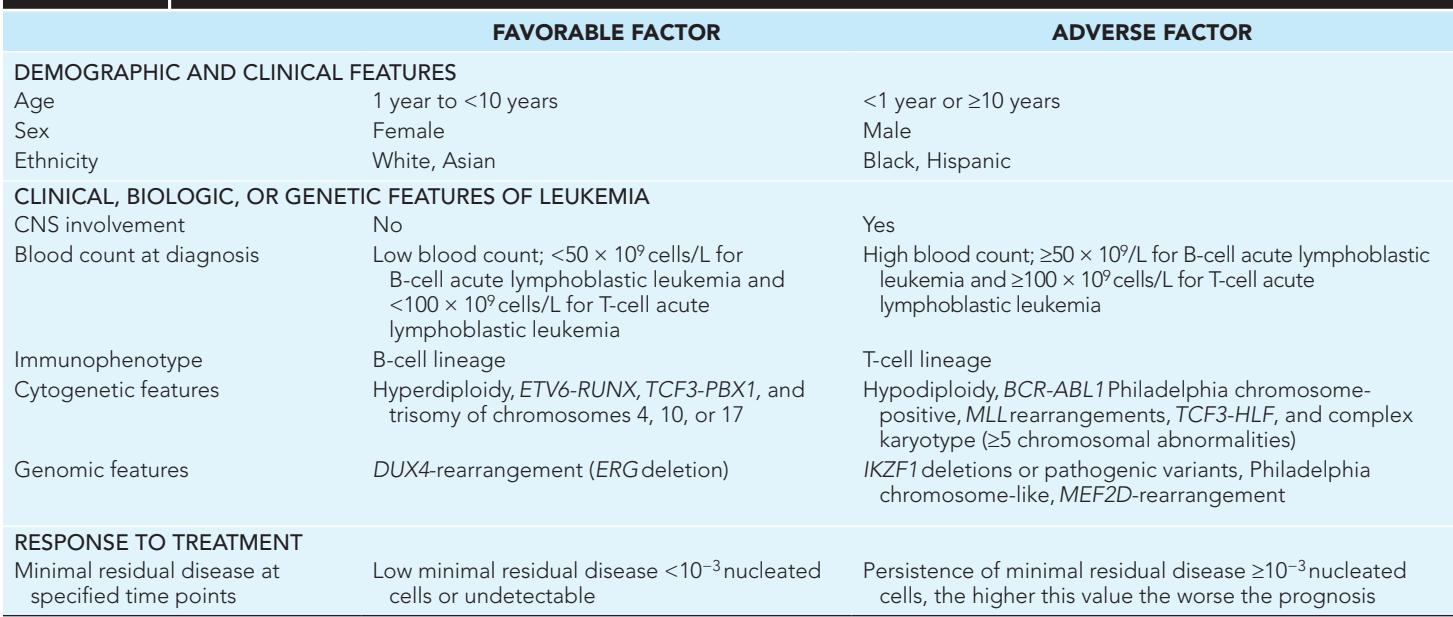 FAVORABLE FACTOR ADVERSE FACTOR
DEMOGRAPHIC AND CLINICAL FEATURES
Age 1 year to <10 years <1 year or ≥10 years
Sex Female Male
Ethnicity White, Asian Black, Hispanic
CLINICAL, BIOLOGIC, OR GENETIC FEATURES OF LEUKEMIA
CNS involvement No Yes
Blood count at diagnosis Low blood count; <50 × 10⁹ cells/L for High blood count; ≥50 × 10⁹/L for B-cell acute lymphoblastic
B-cell acute lymphoblastic leukemia and leukemia and ≥100 × 10⁹ cells/L for T-cell acute
<100 × 10⁹ cells/L for T-cell acute lymphoblastic leukemia
lymphoblastic leukemia
Immunophenotype B-cell lineage T-cell lineage
Cytogenetic features Hyperdiploidy, ETV6-RUNX, TCF3-PBX1, and Hypodiploidy, BCR-ABL1 Philadelphia chromosome-
trisomy of chromosomes 4, 10, or 17 positive, MLL rearrangements, TCF3-HLF, and complex
karyotype (≥5 chromosomal abnormalities)
Genomic features DUX4-rearrangement (ERG deletion) IKZF1 deletions or pathogenic variants, Philadelphia
chromosome-like, MEF2D-rearrangement
RESPONSE TO TREATMENT
Minimal residual disease at Low minimal residual disease <10⁻³ nucleated Persistence of minimal residual disease ≥10⁻³ nucleated
specified time points cells or undetectable cells, the higher this value the worse the prognosis